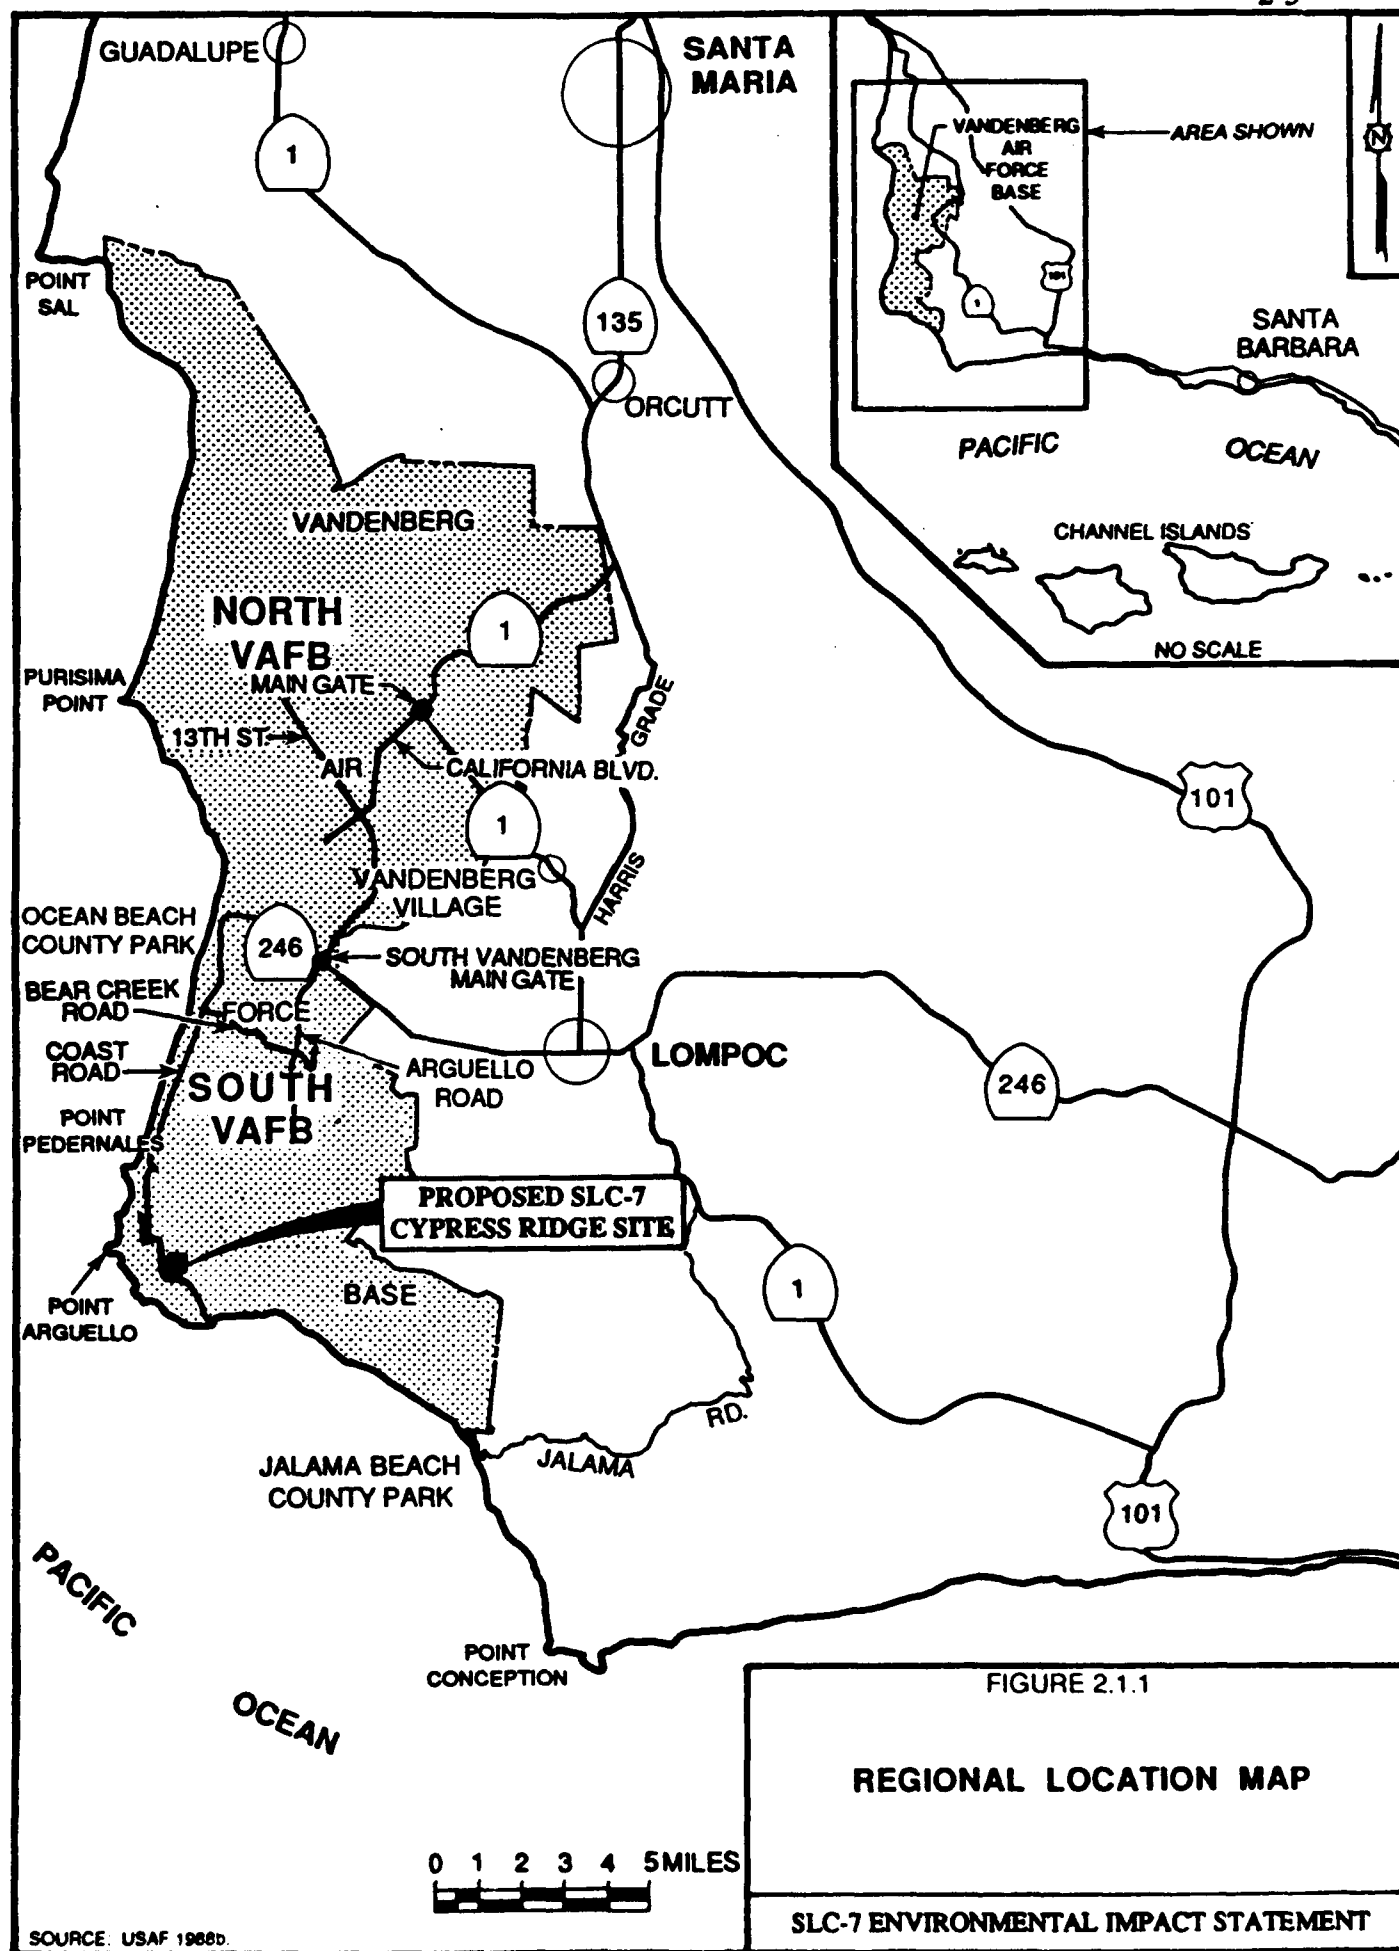 GUADALUPE
SANTA
MARIA
1
POINT
SAL
135
ORCUTT
VANDENBERG
AIR
FORCE
BASE
AREA SHOWN
N
101
1
SANTA
BARBARA
PACIFIC
OCEAN
CHANNEL ISLANDS
NO SCALE
VANDENBERG
NORTH
VAFB
1
PURISIMA
POINT
MAIN GATE
GRADE
13TH ST.
AIR
CALIFORNIA BLVD.
101
1
VANDENBERG
VILLAGE
HARRIS
OCEAN BEACH
COUNTY PARK
246
SOUTH VANDENBERG
MAIN GATE
BEAR CREEK
ROAD
FORCE
COAST
ROAD
ARGUELLO
ROAD
LOMPOC
246
SOUTH
VAFB
POINT
PEDERNALES
PROPOSED SLC-7
CYPRESS RIDGE SITE
POINT
ARGUELLO
BASE
1
RD.
JALAMA
JALAMA BEACH
COUNTY PARK
101
PACIFIC
OCEAN
POINT
CONCEPTION
FIGURE 2.1.1
REGIONAL LOCATION MAP
0 1 2 3 4 5 MILES
SLC-7 ENVIRONMENTAL IMPACT STATEMENT
SOURCE: USAF 1988b.